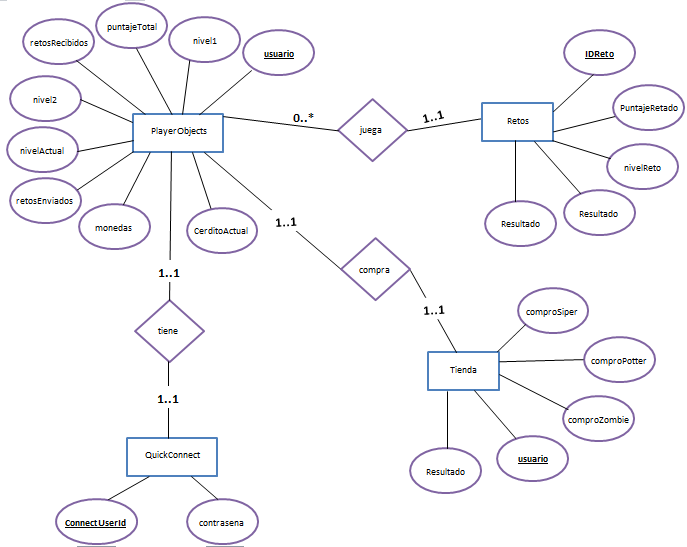 puntajeTotal
retosRecibidos
nivel1
usuario
IDReto
nivel2
PuntajeRetado
PlayerObjects
0..*
juega
1..1
Retos
nivelActual
nivelReto
retosEnviados
monedas
CerditoActual
Resultado
Resultado
1..1
1..1
compra
1..1
comproSiper
tiene
comproPotter
Tienda
1..1
comproZombie
QuickConnect
usuario
Resultado
ConnectUserId
contrasena